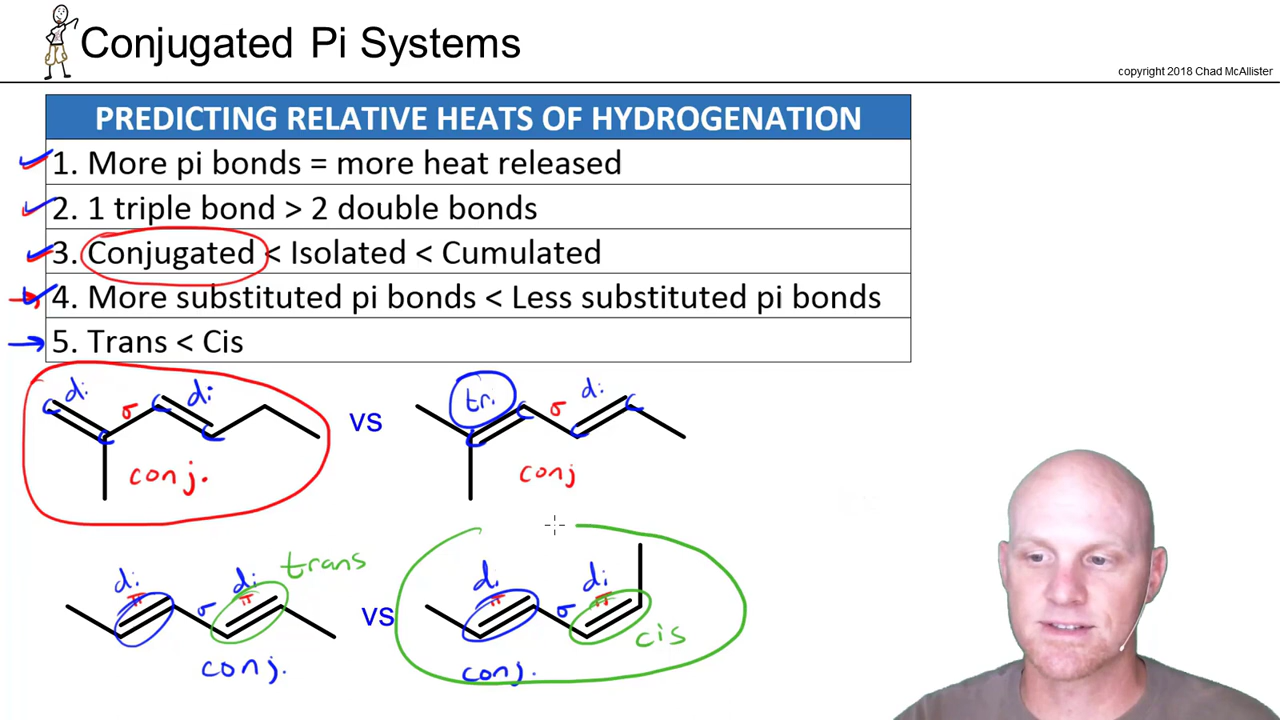 Conjugated Pi Systems
copyright 2018 Chad McAllister
PREDICTING RELATIVE HEATS OF HYDROGENATION
1. More pi bonds = more heat released
2. 1 triple bond > 2 double bonds
3. Conjugated < Isolated < Cumulated
4. More substituted pi bonds < Less substituted pi bonds
5. Trans < Cis
di di tri di
σ vs σ
conj. conj
di di trans di di
π π π π
σ vs σ cis
conj. conj.